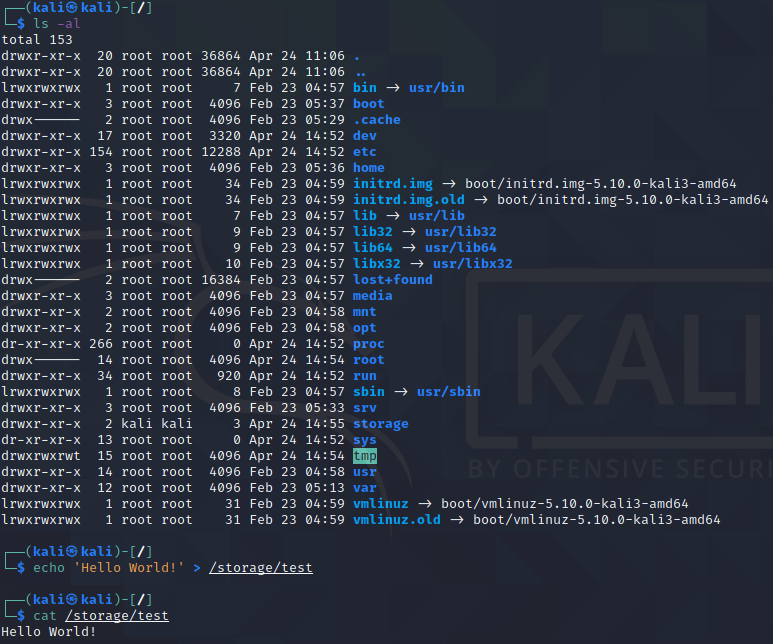 ┌──(kali㉿kali)-[/]
└─$ ls -al
total 153
drwxr-xr-x  20 root root 36864 Apr 24 11:06 .
drwxr-xr-x  20 root root 36864 Apr 24 11:06 ..
lrwxrwxrwx   1 root root     7 Feb 23 04:57 bin -> usr/bin
drwxr-xr-x   3 root root  4096 Feb 23 05:37 boot
drwx------   2 root root  4096 Feb 23 05:29 .cache
drwxr-xr-x  17 root root  3320 Apr 24 14:52 dev
drwxr-xr-x 154 root root 12288 Apr 24 14:52 etc
drwxr-xr-x   3 root root  4096 Feb 23 05:36 home
lrwxrwxrwx   1 root root    34 Feb 23 04:59 initrd.img -> boot/initrd.img-5.10.0-kali3-amd64
lrwxrwxrwx   1 root root    34 Feb 23 04:59 initrd.img.old -> boot/initrd.img-5.10.0-kali3-amd64
lrwxrwxrwx   1 root root     7 Feb 23 04:57 lib -> usr/lib
lrwxrwxrwx   1 root root     9 Feb 23 04:57 lib32 -> usr/lib32
lrwxrwxrwx   1 root root     9 Feb 23 04:57 lib64 -> usr/lib64
lrwxrwxrwx   1 root root    10 Feb 23 04:57 libx32 -> usr/libx32
drwx------   2 root root 16384 Feb 23 04:57 lost+found
drwxr-xr-x   3 root root  4096 Feb 23 04:57 media
drwxr-xr-x   2 root root  4096 Feb 23 04:58 mnt
drwxr-xr-x   2 root root  4096 Feb 23 04:58 opt
dr-xr-xr-x 266 root root     0 Apr 24 14:52 proc
drwx------  14 root root  4096 Apr 24 14:54 root
drwxr-xr-x  34 root root   920 Apr 24 14:52 run
lrwxrwxrwx   1 root root     8 Feb 23 04:57 sbin -> usr/sbin
drwxr-xr-x   3 root root  4096 Feb 23 05:33 srv
drwxr-xr-x   2 kali kali     3 Apr 24 14:55 storage
dr-xr-xr-x  13 root root     0 Apr 24 14:52 sys
drwxrwxrwt  15 root root  4096 Apr 24 14:54 tmp
drwxr-xr-x  14 root root  4096 Feb 23 04:58 usr
drwxr-xr-x  12 root root  4096 Feb 23 05:13 var
lrwxrwxrwx   1 root root    31 Feb 23 04:59 vmlinuz -> boot/vmlinuz-5.10.0-kali3-amd64
lrwxrwxrwx   1 root root    31 Feb 23 04:59 vmlinuz.old -> boot/vmlinuz-5.10.0-kali3-amd64
┌──(kali㉿kali)-[/]
└─$ echo 'Hello World!' > /storage/test
┌──(kali㉿kali)-[/]
└─$ cat /storage/test
Hello World!
KALI
BY OFFENSIVE SECURI